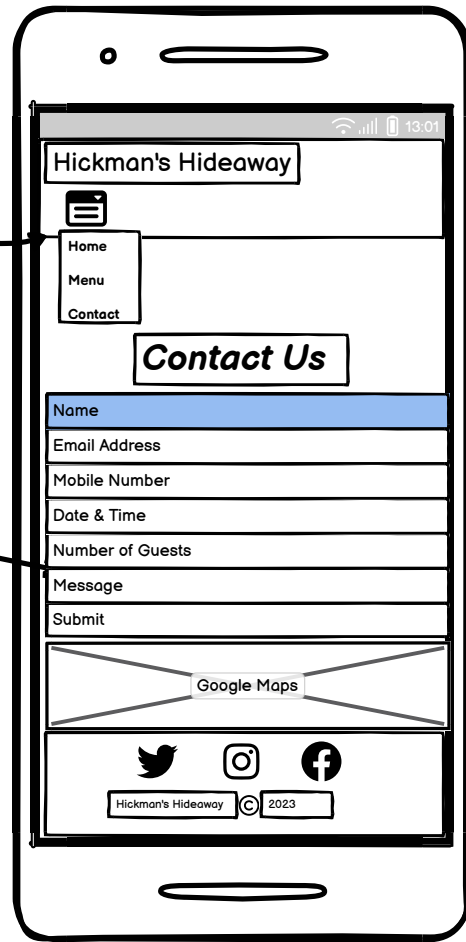 13:01
Hickman's Hideaway
Home
Menu
Contact
Contact Us
Name
Email Address
Mobile Number
Date & Time
Number of Guests
Message
Submit
Google Maps
Hickman's Hideaway © 2023